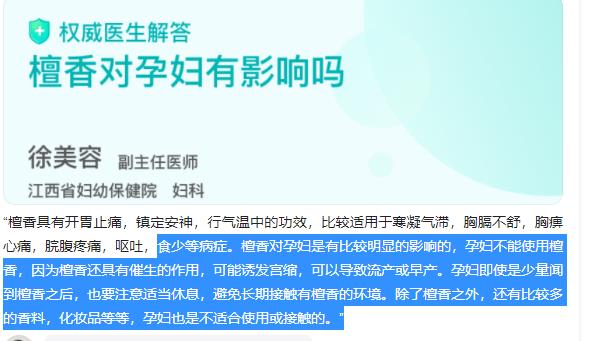 权威医生解答
檀香对孕妇有影响吗
徐美容 副主任医师
江西省妇幼保健院 妇科
“檀香具有开胃止痛，镇定安神，行气温中的功效，比较适用于寒凝气滞，胸膈不舒，胸痹
心痛，脘腹疼痛，呕吐，食少等病症。檀香对孕妇是有比较明显的影响的，孕妇不能使用檀
香，因为檀香还具有催生的作用，可能诱发宫缩，可以导致流产或早产。孕妇即使是少量闻
到檀香之后，也要注意适当休息，避免长期接触有檀香的环境。除了檀香之外，还有比较多
的香料，化妆品等等，孕妇也是不适合使用或接触的。”